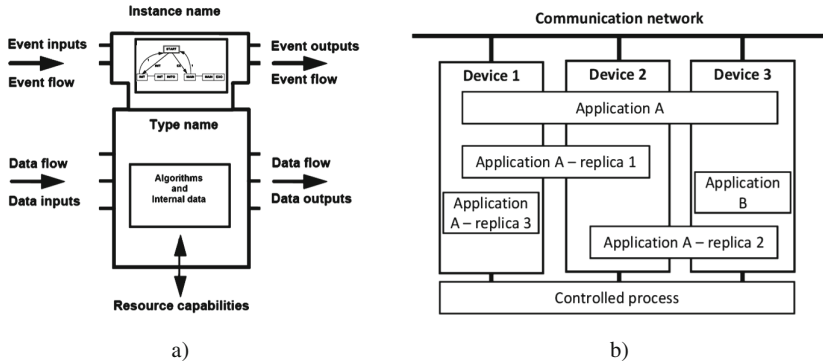 Instance name
Event inputs
Event flow
START
Event outputs
Event flow
Type name
Data flow
Data inputs
Algorithms
and
Internal data
Data flow
Data outputs
Resource capabilities
a)
Communication network
Device 1
Device 2
Device 3
Application A
Application A – replica 1
Application
A – replica 3
Application
B
Application A – replica 2
Controlled process
b)